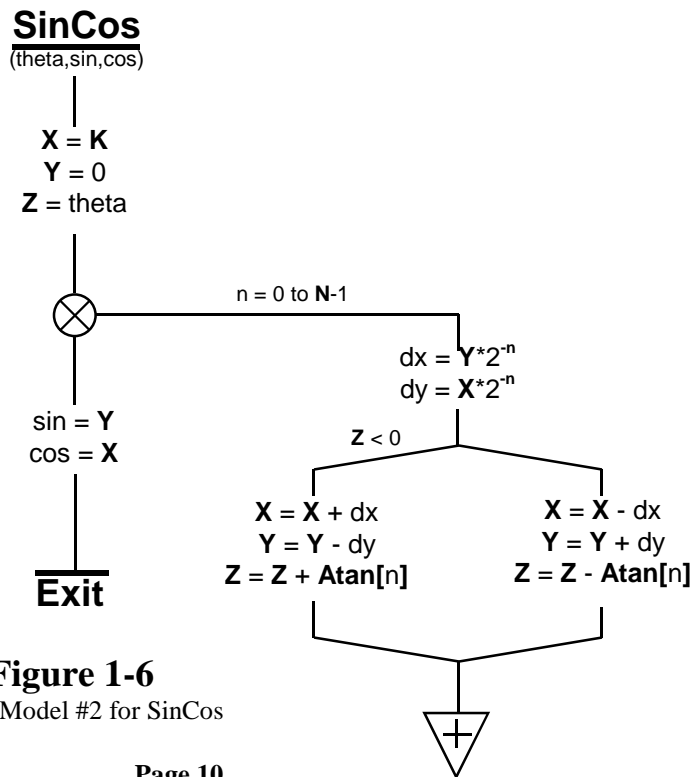 SinCos
(theta,sin,cos)
X = K
Y = 0
Z = theta
n = 0 to N-1
dx = Y*2-n
dy = X*2-n
sin = Y
cos = X
Z < 0
X = X + dx
Y = Y - dy
Z = Z + Atan[n]
X = X - dx
Y = Y + dy
Z = Z - Atan[n]
Exit
Figure 1-6
Model #2 for SinCos
Page 10